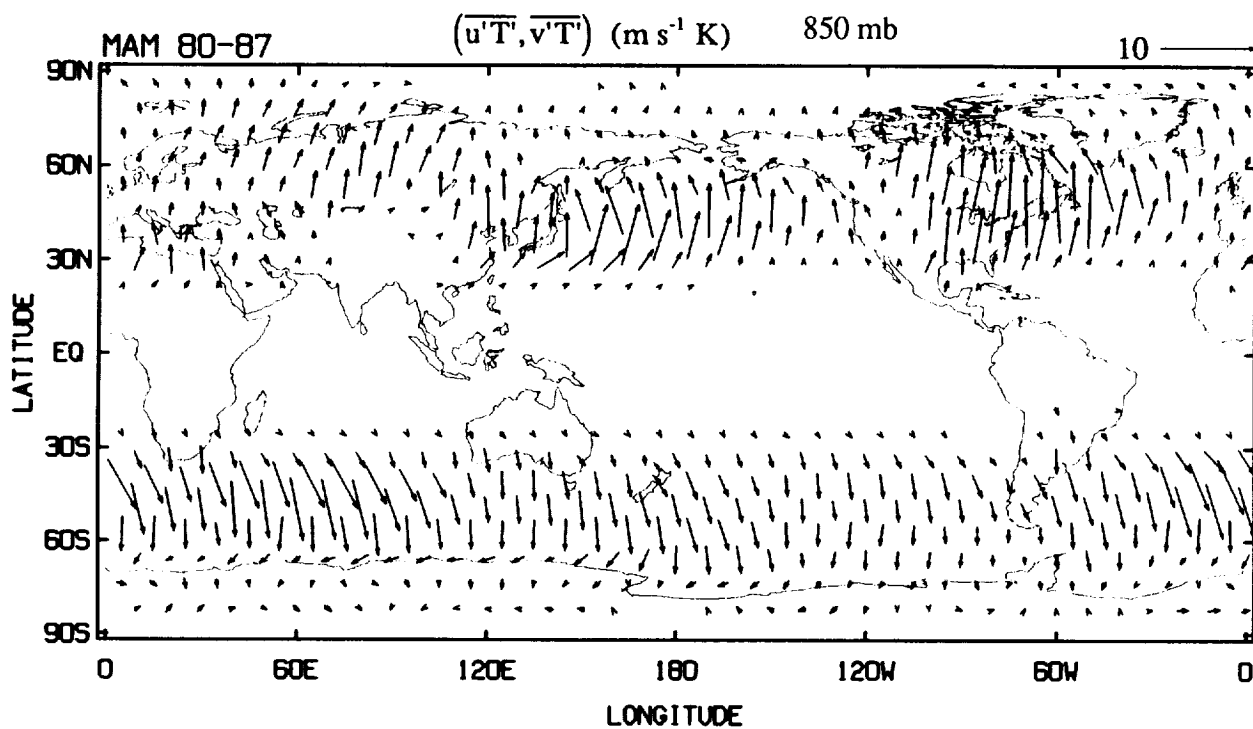 MAM 80-87 (u'T', v'T') (m s⁻¹ K) 850 mb 10
90N
60N
30N
EQ
30S
60S
90S
LATITUDE
0 60E 120E 180 120W 60W 0
LONGITUDE